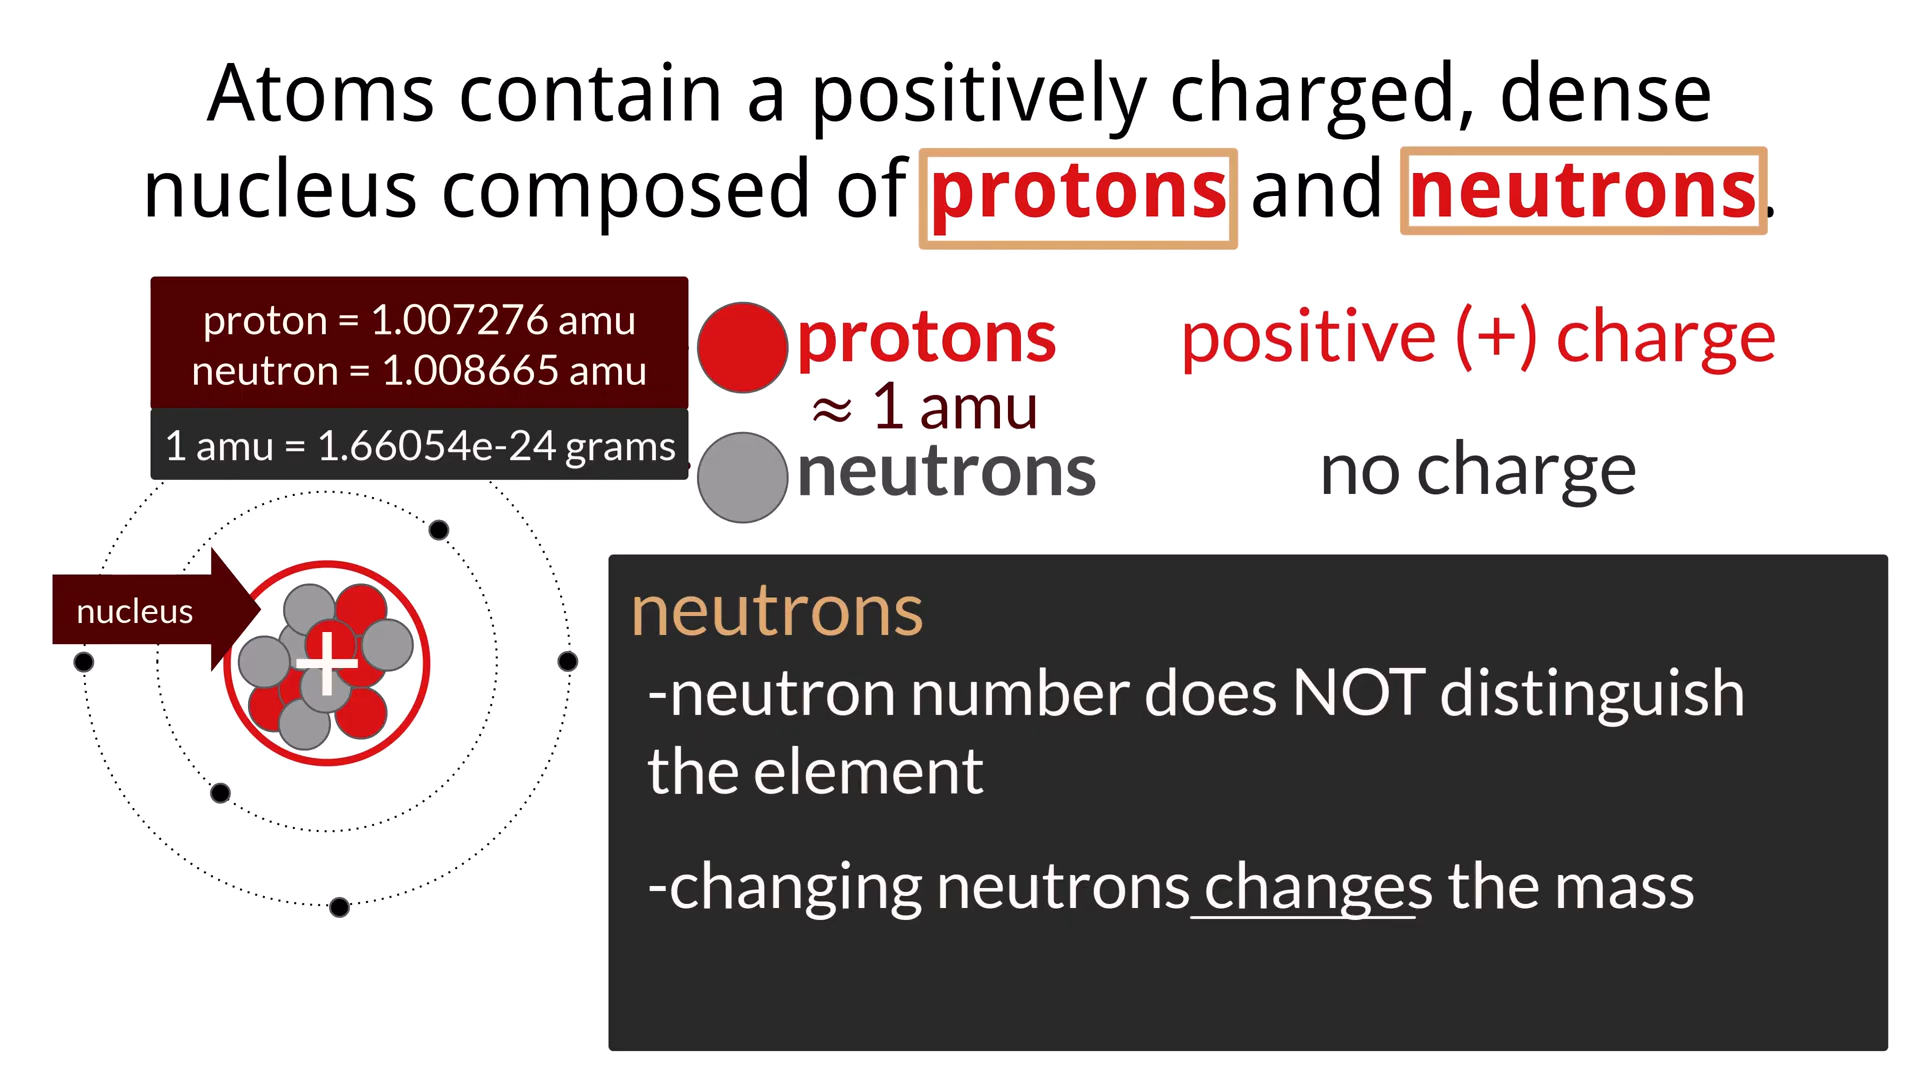 Atoms contain a positively charged, dense
nucleus composed of protons and neutrons.
proton = 1.007276 amu
neutron = 1.008665 amu
1 amu = 1.66054e-24 grams
protons positive (+) charge
≈ 1 amu
neutrons no charge
nucleus
+
neutrons
-neutron number does NOT distinguish
the element
-changing neutrons changes the mass